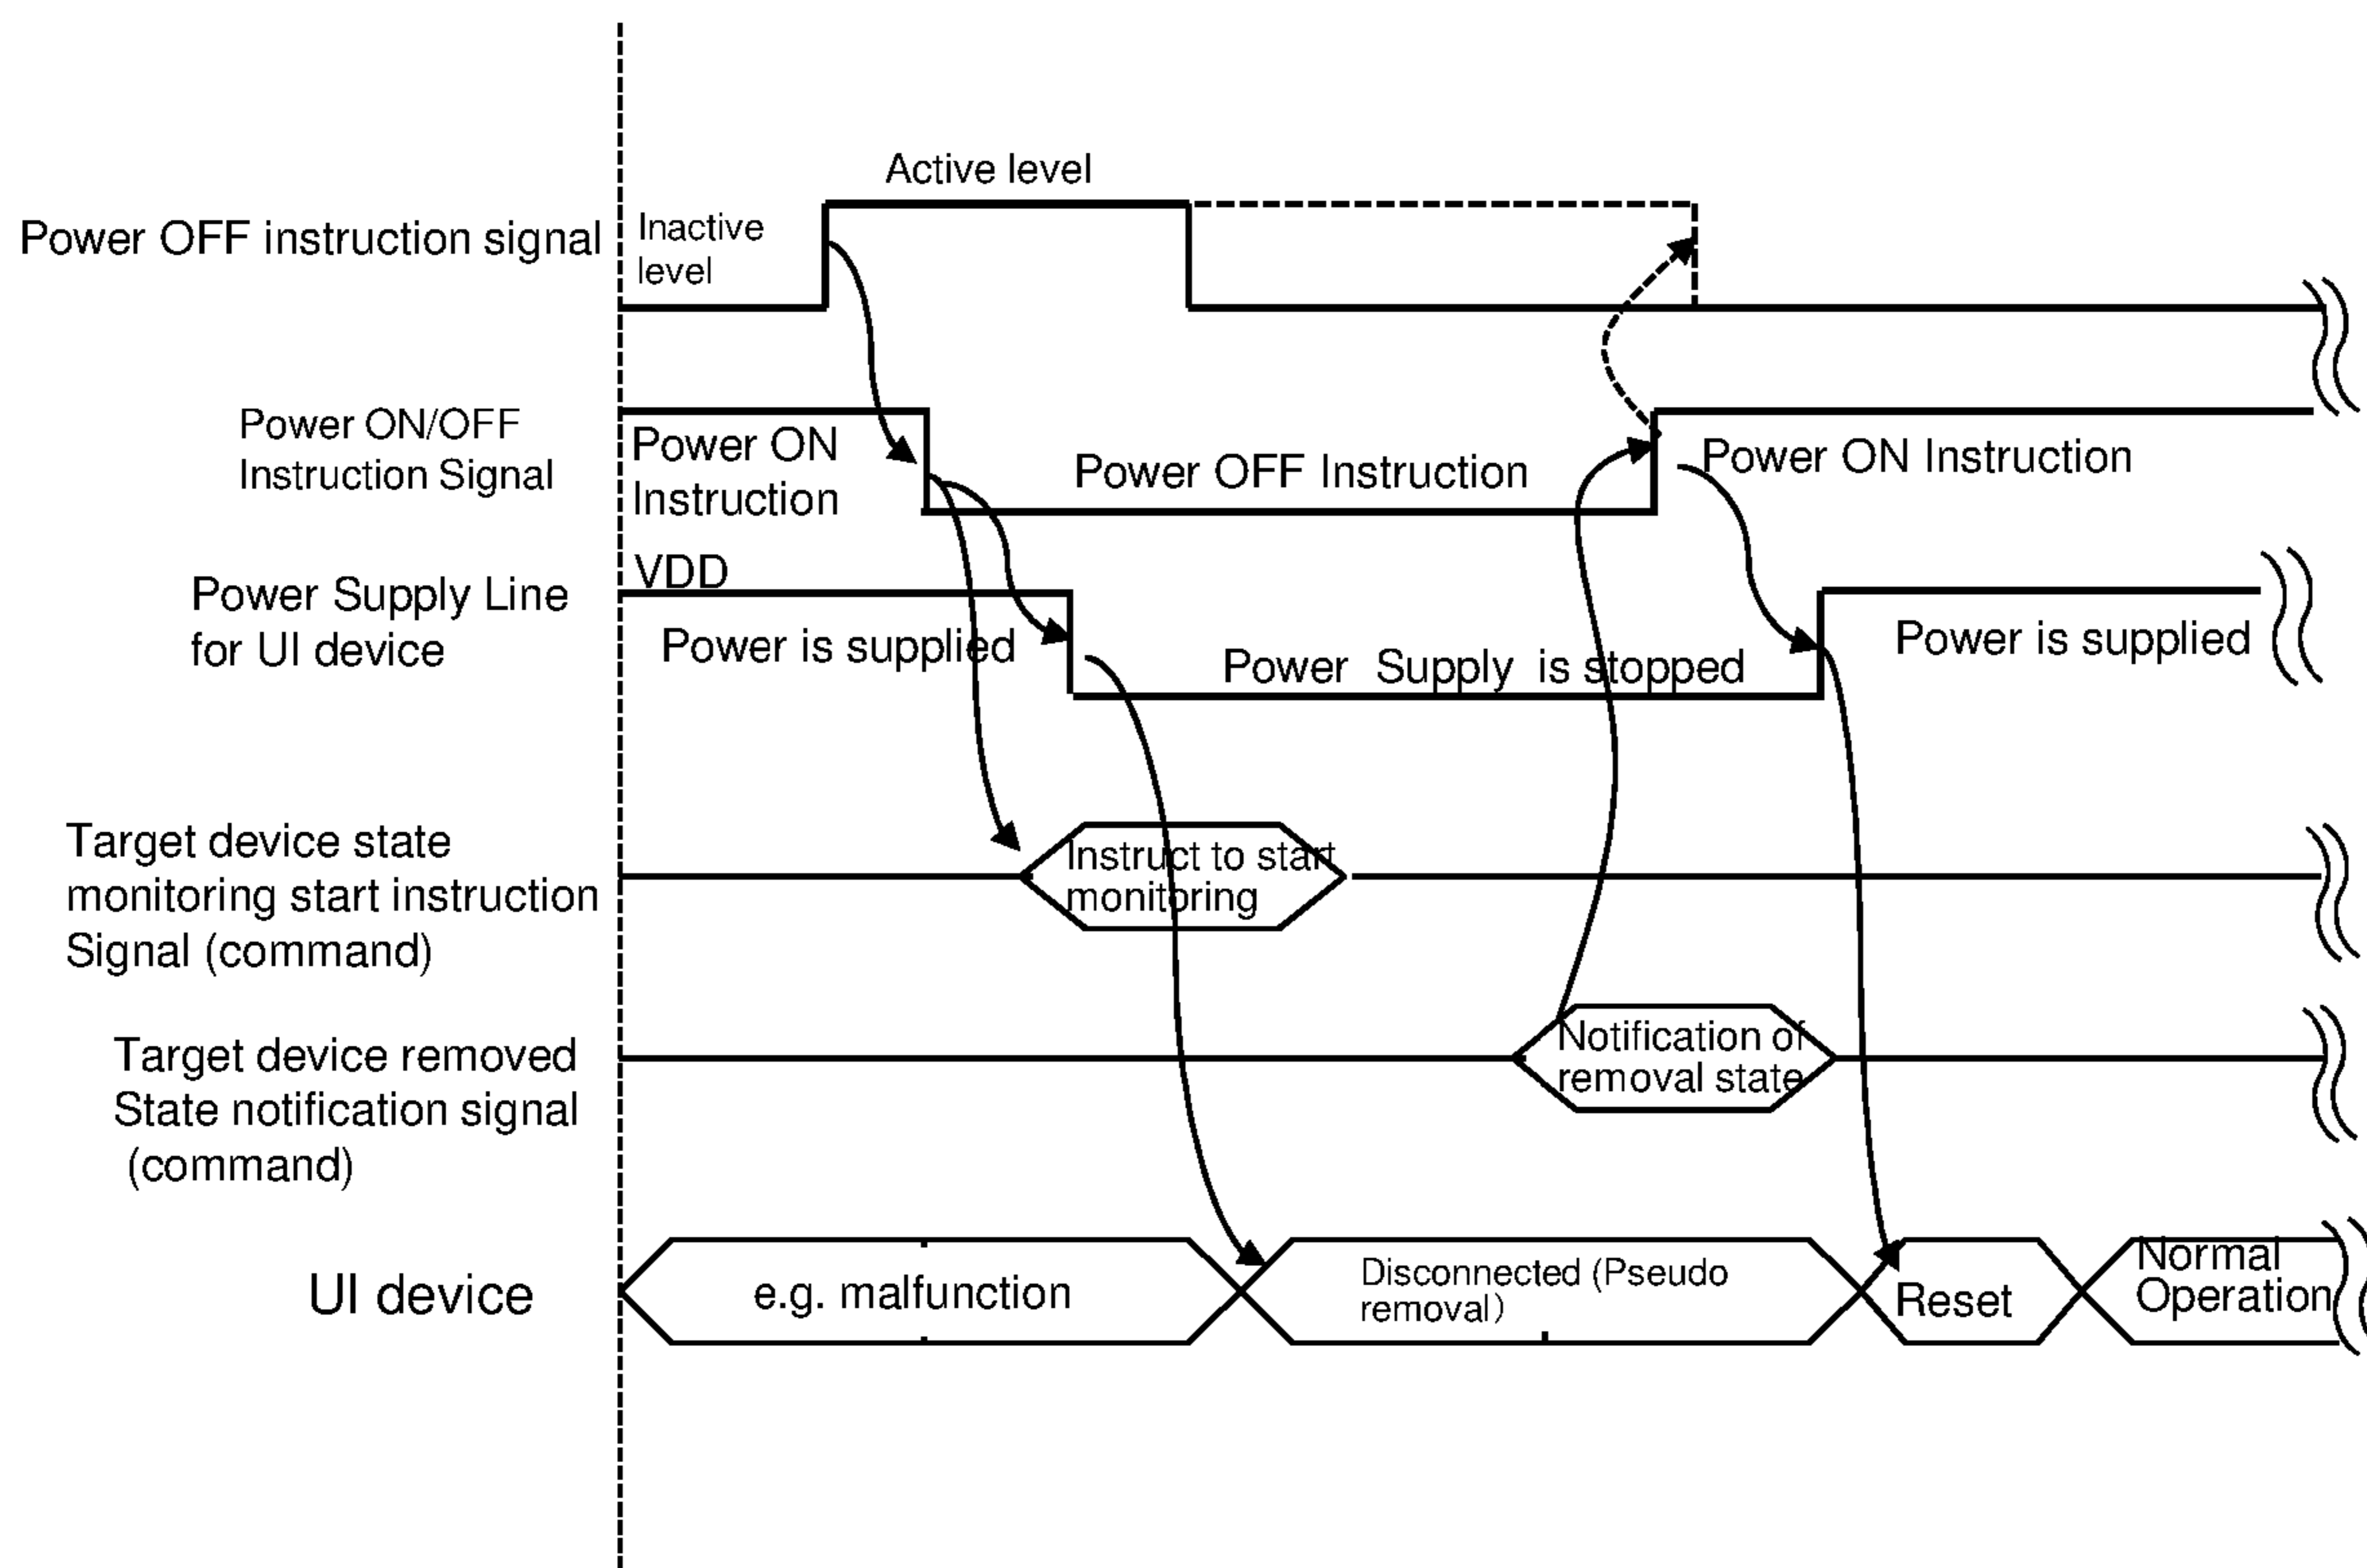 Active level
Power OFF instruction signal
Inactive
level
Power ON/OFF
Instruction Signal
Power ON
Instruction
Power OFF Instruction
Power ON Instruction
VDD
Power Supply Line
for UI device
Power is supplied
Power Supply is stopped
Power is supplied
Target device state
monitoring start instruction
Signal (command)
Instruct to start
monitoring
Target device removed
State notification signal
(command)
Notification of
removal state
UI device
e.g. malfunction
Disconnected (Pseudo
removal)
Reset
Normal
Operation